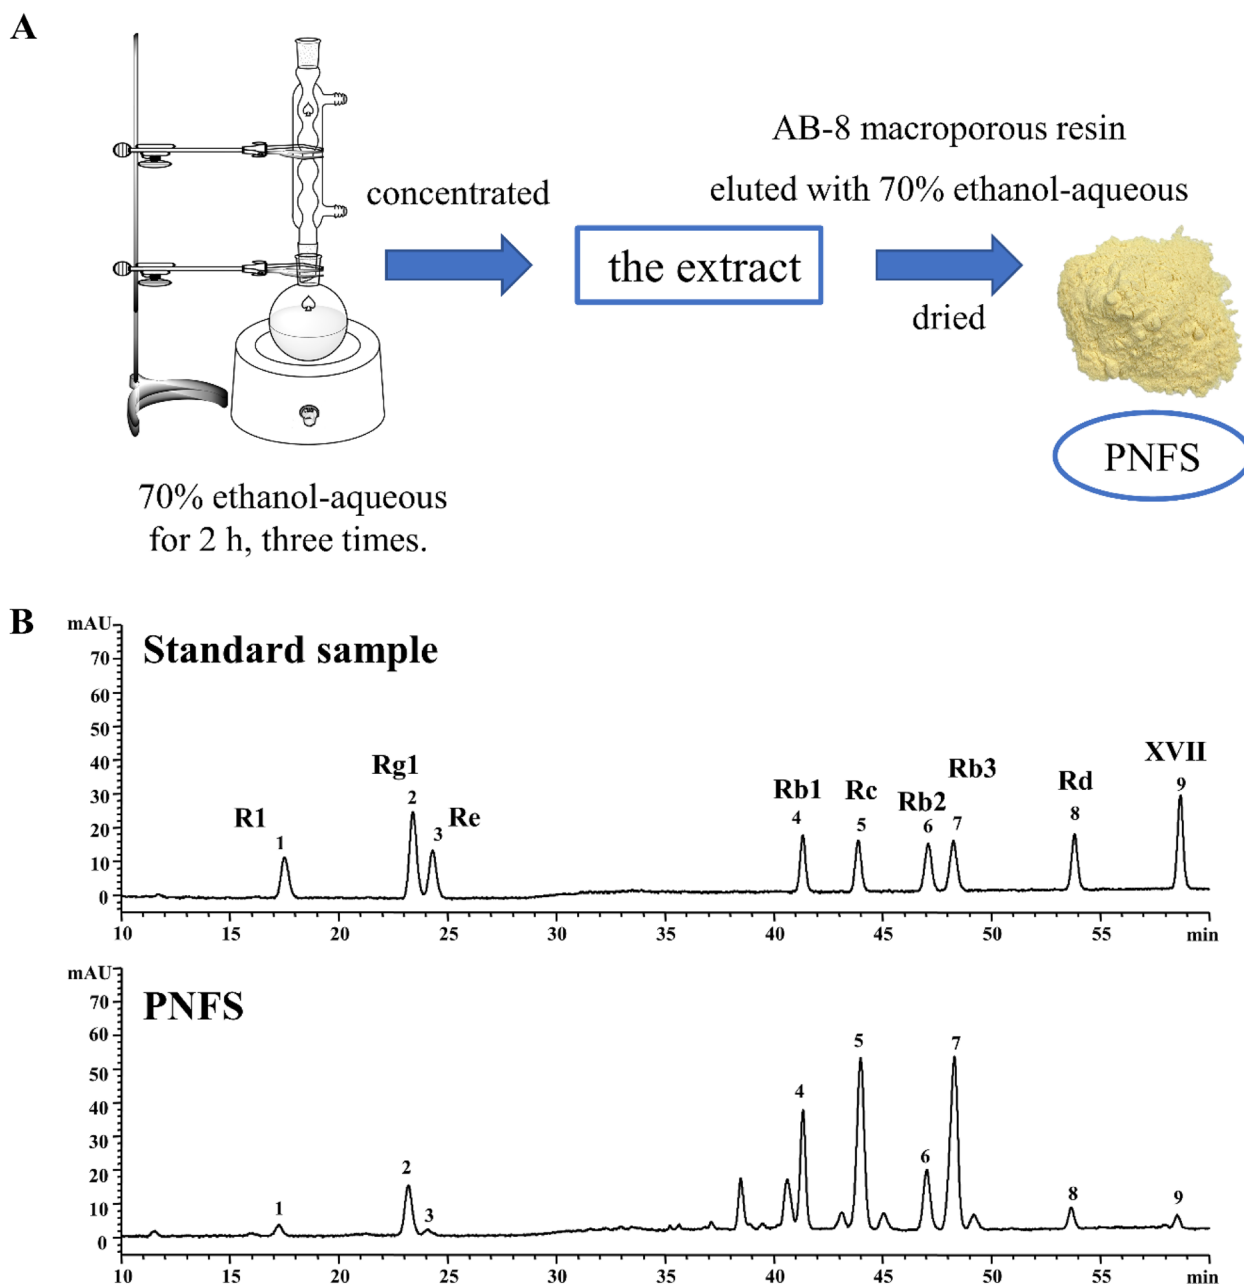 A
concentrated
the extract
AB-8 macroporous resin
eluted with 70% ethanol-aqueous
dried
PNFS
70% ethanol-aqueous
for 2 h, three times.
B
mAU
Standard sample
70
60
50
40
30
20
10
0
R1
1
Rg1
2
Re
3
Rb1
4
Rc
5
Rb2
6
Rb3
7
Rd
8
XVII
9
10 15 20 25 30 35 40 45 50 55 min
mAU
PNFS
70
60
50
40
30
20
10
0
1
2
3
4
5
6
7
8
9
10 15 20 25 30 35 40 45 50 55 min